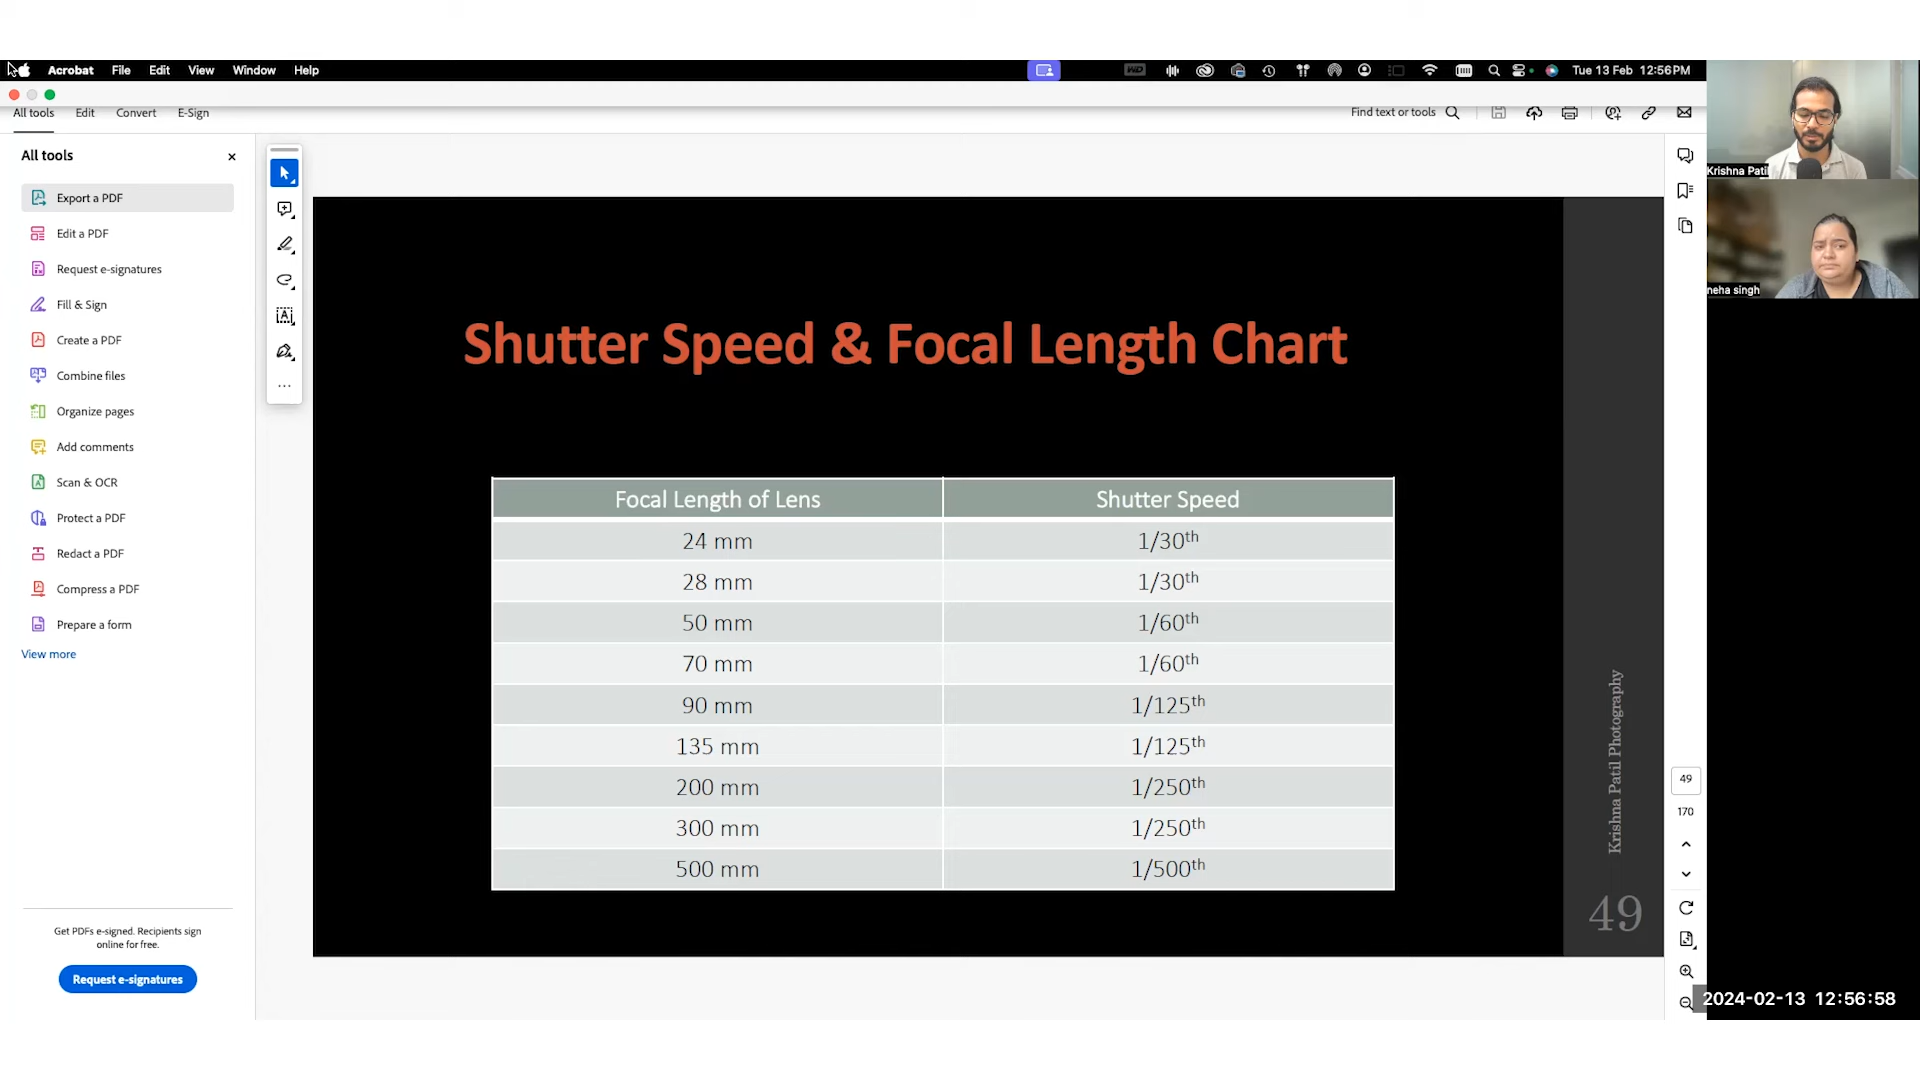 Acrobat File Edit View Window Help
Tue 13 Feb 12:56PM
All tools Edit Convert E-Sign
Find text or tools
All tools
Export a PDF
Edit a PDF
Request e-signatures
Fill & Sign
Create a PDF
Combine files
Organize pages
Add comments
Scan & OCR
Protect a PDF
Redact a PDF
Compress a PDF
Prepare a form
View more
Get PDFs e-signed. Recipients sign
online for free.
Request e-signatures
Shutter Speed & Focal Length Chart
Focal Length of Lens Shutter Speed
24 mm 1/30th
28 mm 1/30th
50 mm 1/60th
70 mm 1/60th
90 mm 1/125th
135 mm 1/125th
200 mm 1/250th
300 mm 1/250th
500 mm 1/500th
Krishna Patil Photography
49
49
170
Krishna Patil
neha singh
2024-02-13 12:56:58